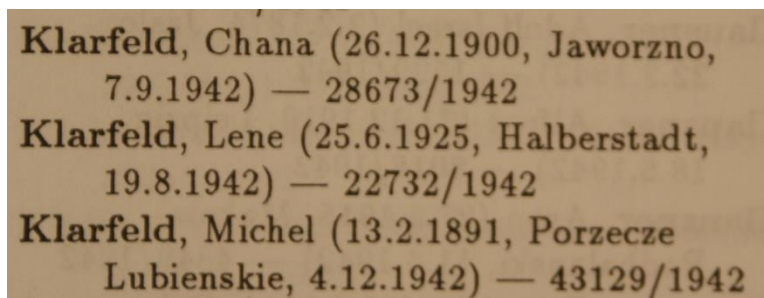 Klarfeld, Chana (26.12.1900, Jaworzno,
7.9.1942) — 28673/1942
Klarfeld, Lene (25.6.1925, Halberstadt,
19.8.1942) — 22732/1942
Klarfeld, Michel (13.2.1891, Porzecze
Lubienskie, 4.12.1942) — 43129/1942